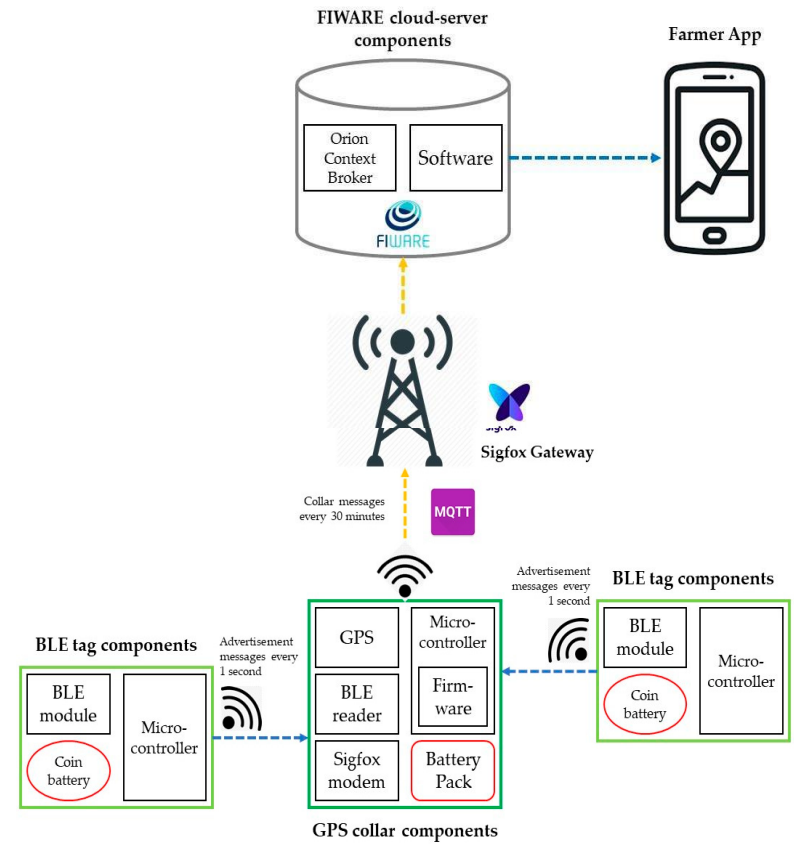 FIWARE cloud-server
components
Farmer App
Orion
Context
Broker
Software
FIWARE
Sigfox Gateway
Collar messages
every 30 minutes
MQTT
BLE tag components
Advertisement
messages every
1 second
BLE
module
Coin
battery
Micro-
controller
GPS
BLE
reader
Sigfox
modem
Micro-
controller
Firm-
ware
Battery
Pack
GPS collar components
Advertisement
messages every
1 second
BLE tag components
BLE
module
Coin
battery
Micro-
controller